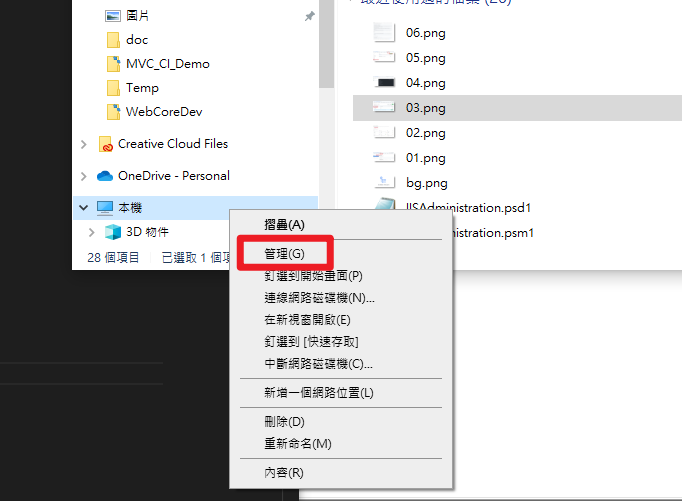 圖片
doc
MVC_CI_Demo
Temp
WebCoreDev
Creative Cloud Files
OneDrive - Personal
本機
3D 物件
28 個項目
已選取 1 個項
最近使用過的檔案 (20)
06.png
05.png
04.png
03.png
02.png
01.png
bg.png
IISAdministration.psd1
nistration.psm1
摺疊(A)
管理(G)
釘選到開始畫面(P)
連線網路磁碟機(N)...
在新視窗開啟(E)
釘選到 [快速存取]
中斷網路磁碟機(C)...
新增一個網路位置(L)
刪除(D)
重新命名(M)
內容(R)